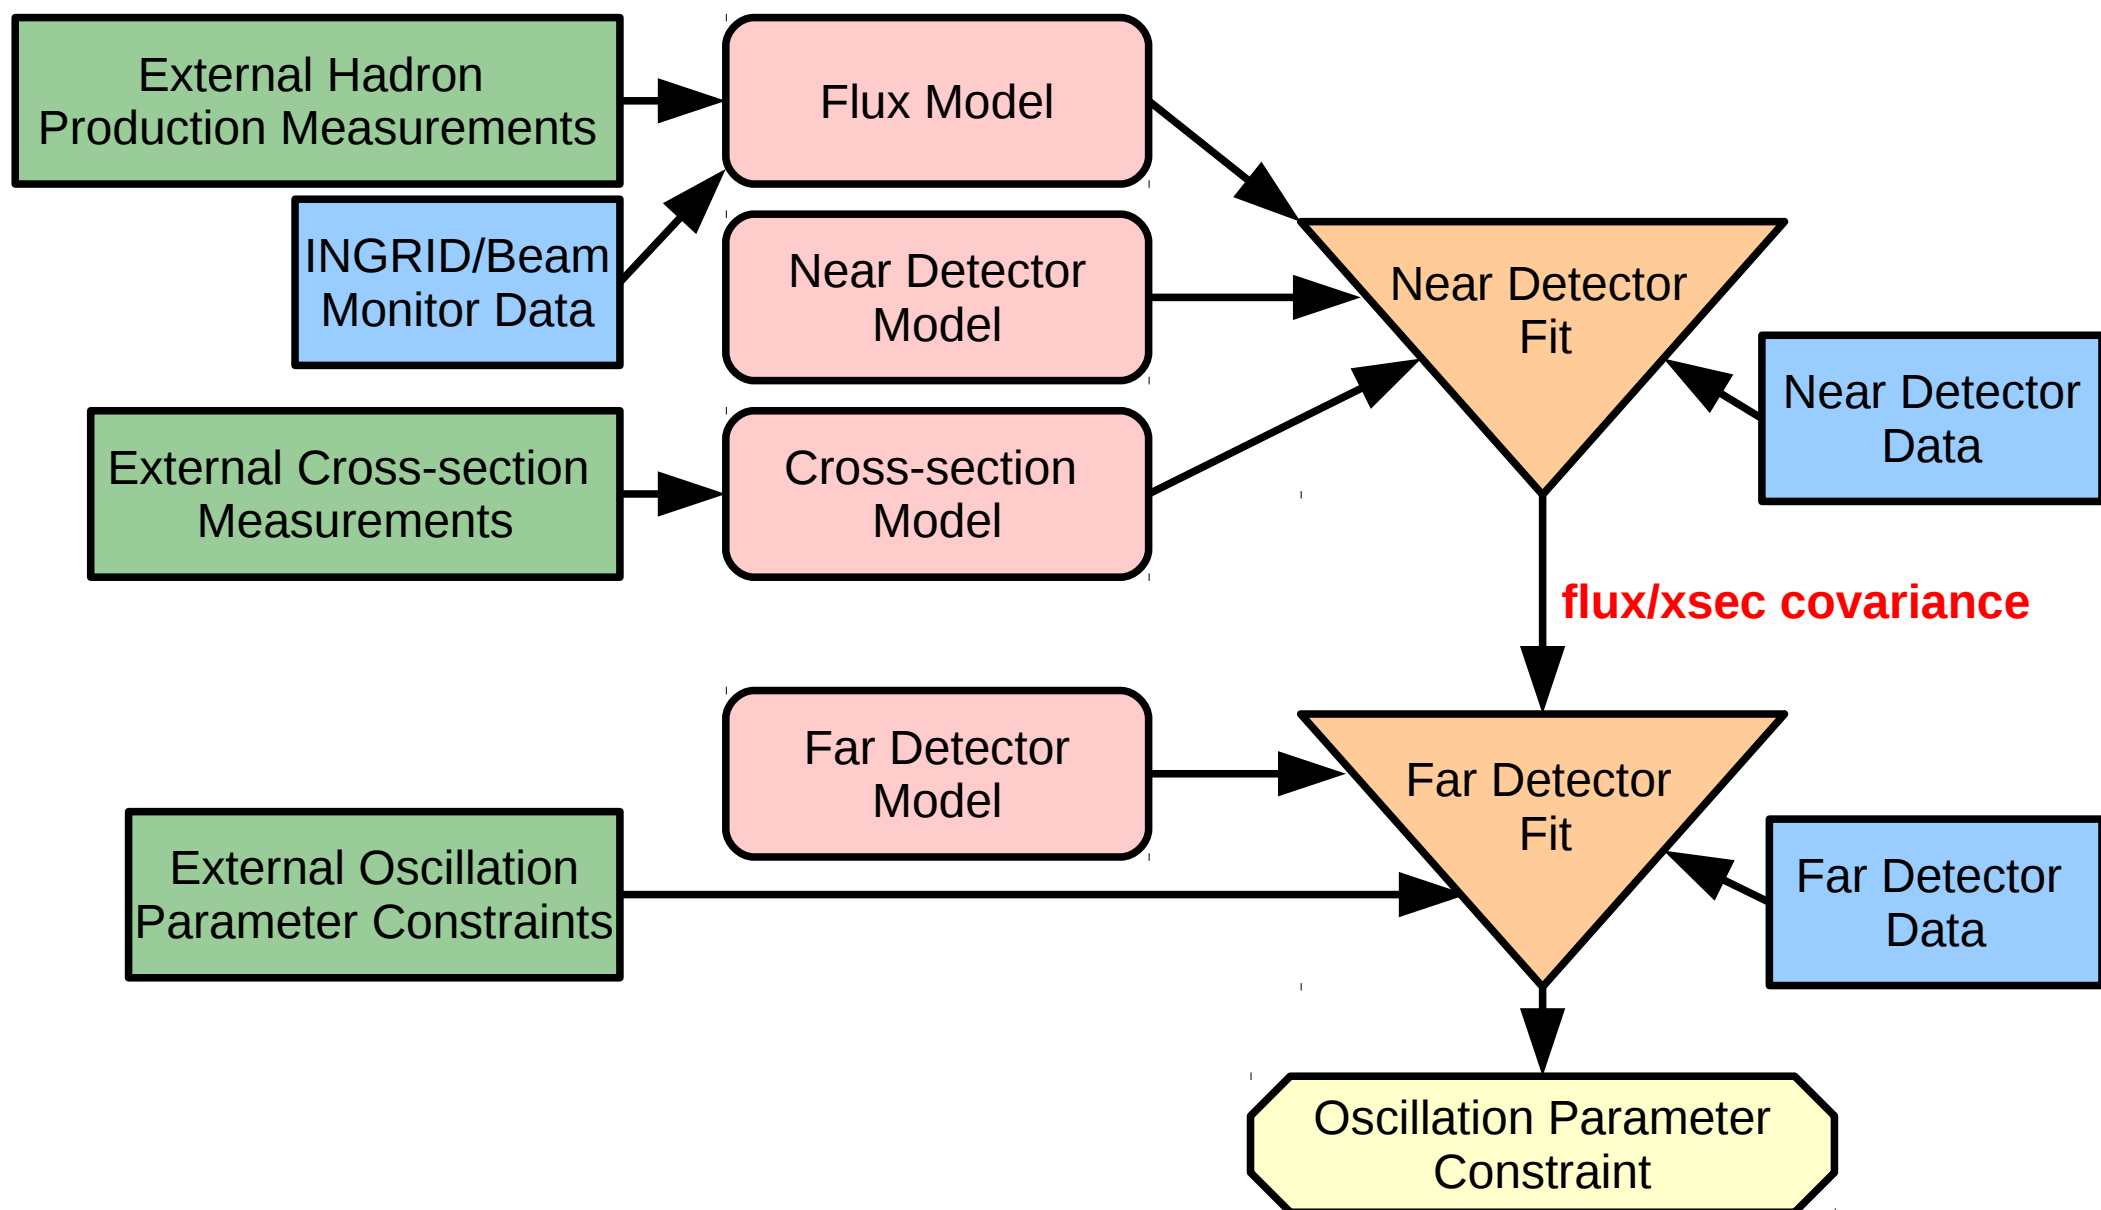 External Hadron
Production Measurements
Flux Model
INGRID/Beam
Monitor Data
Near Detector
Model
Near Detector
Fit
Near Detector
Data
External Cross-section
Measurements
Cross-section
Model
flux/xsec covariance
Far Detector
Model
Far Detector
Fit
External Oscillation
Parameter Constraints
Far Detector
Data
Oscillation Parameter
Constraint